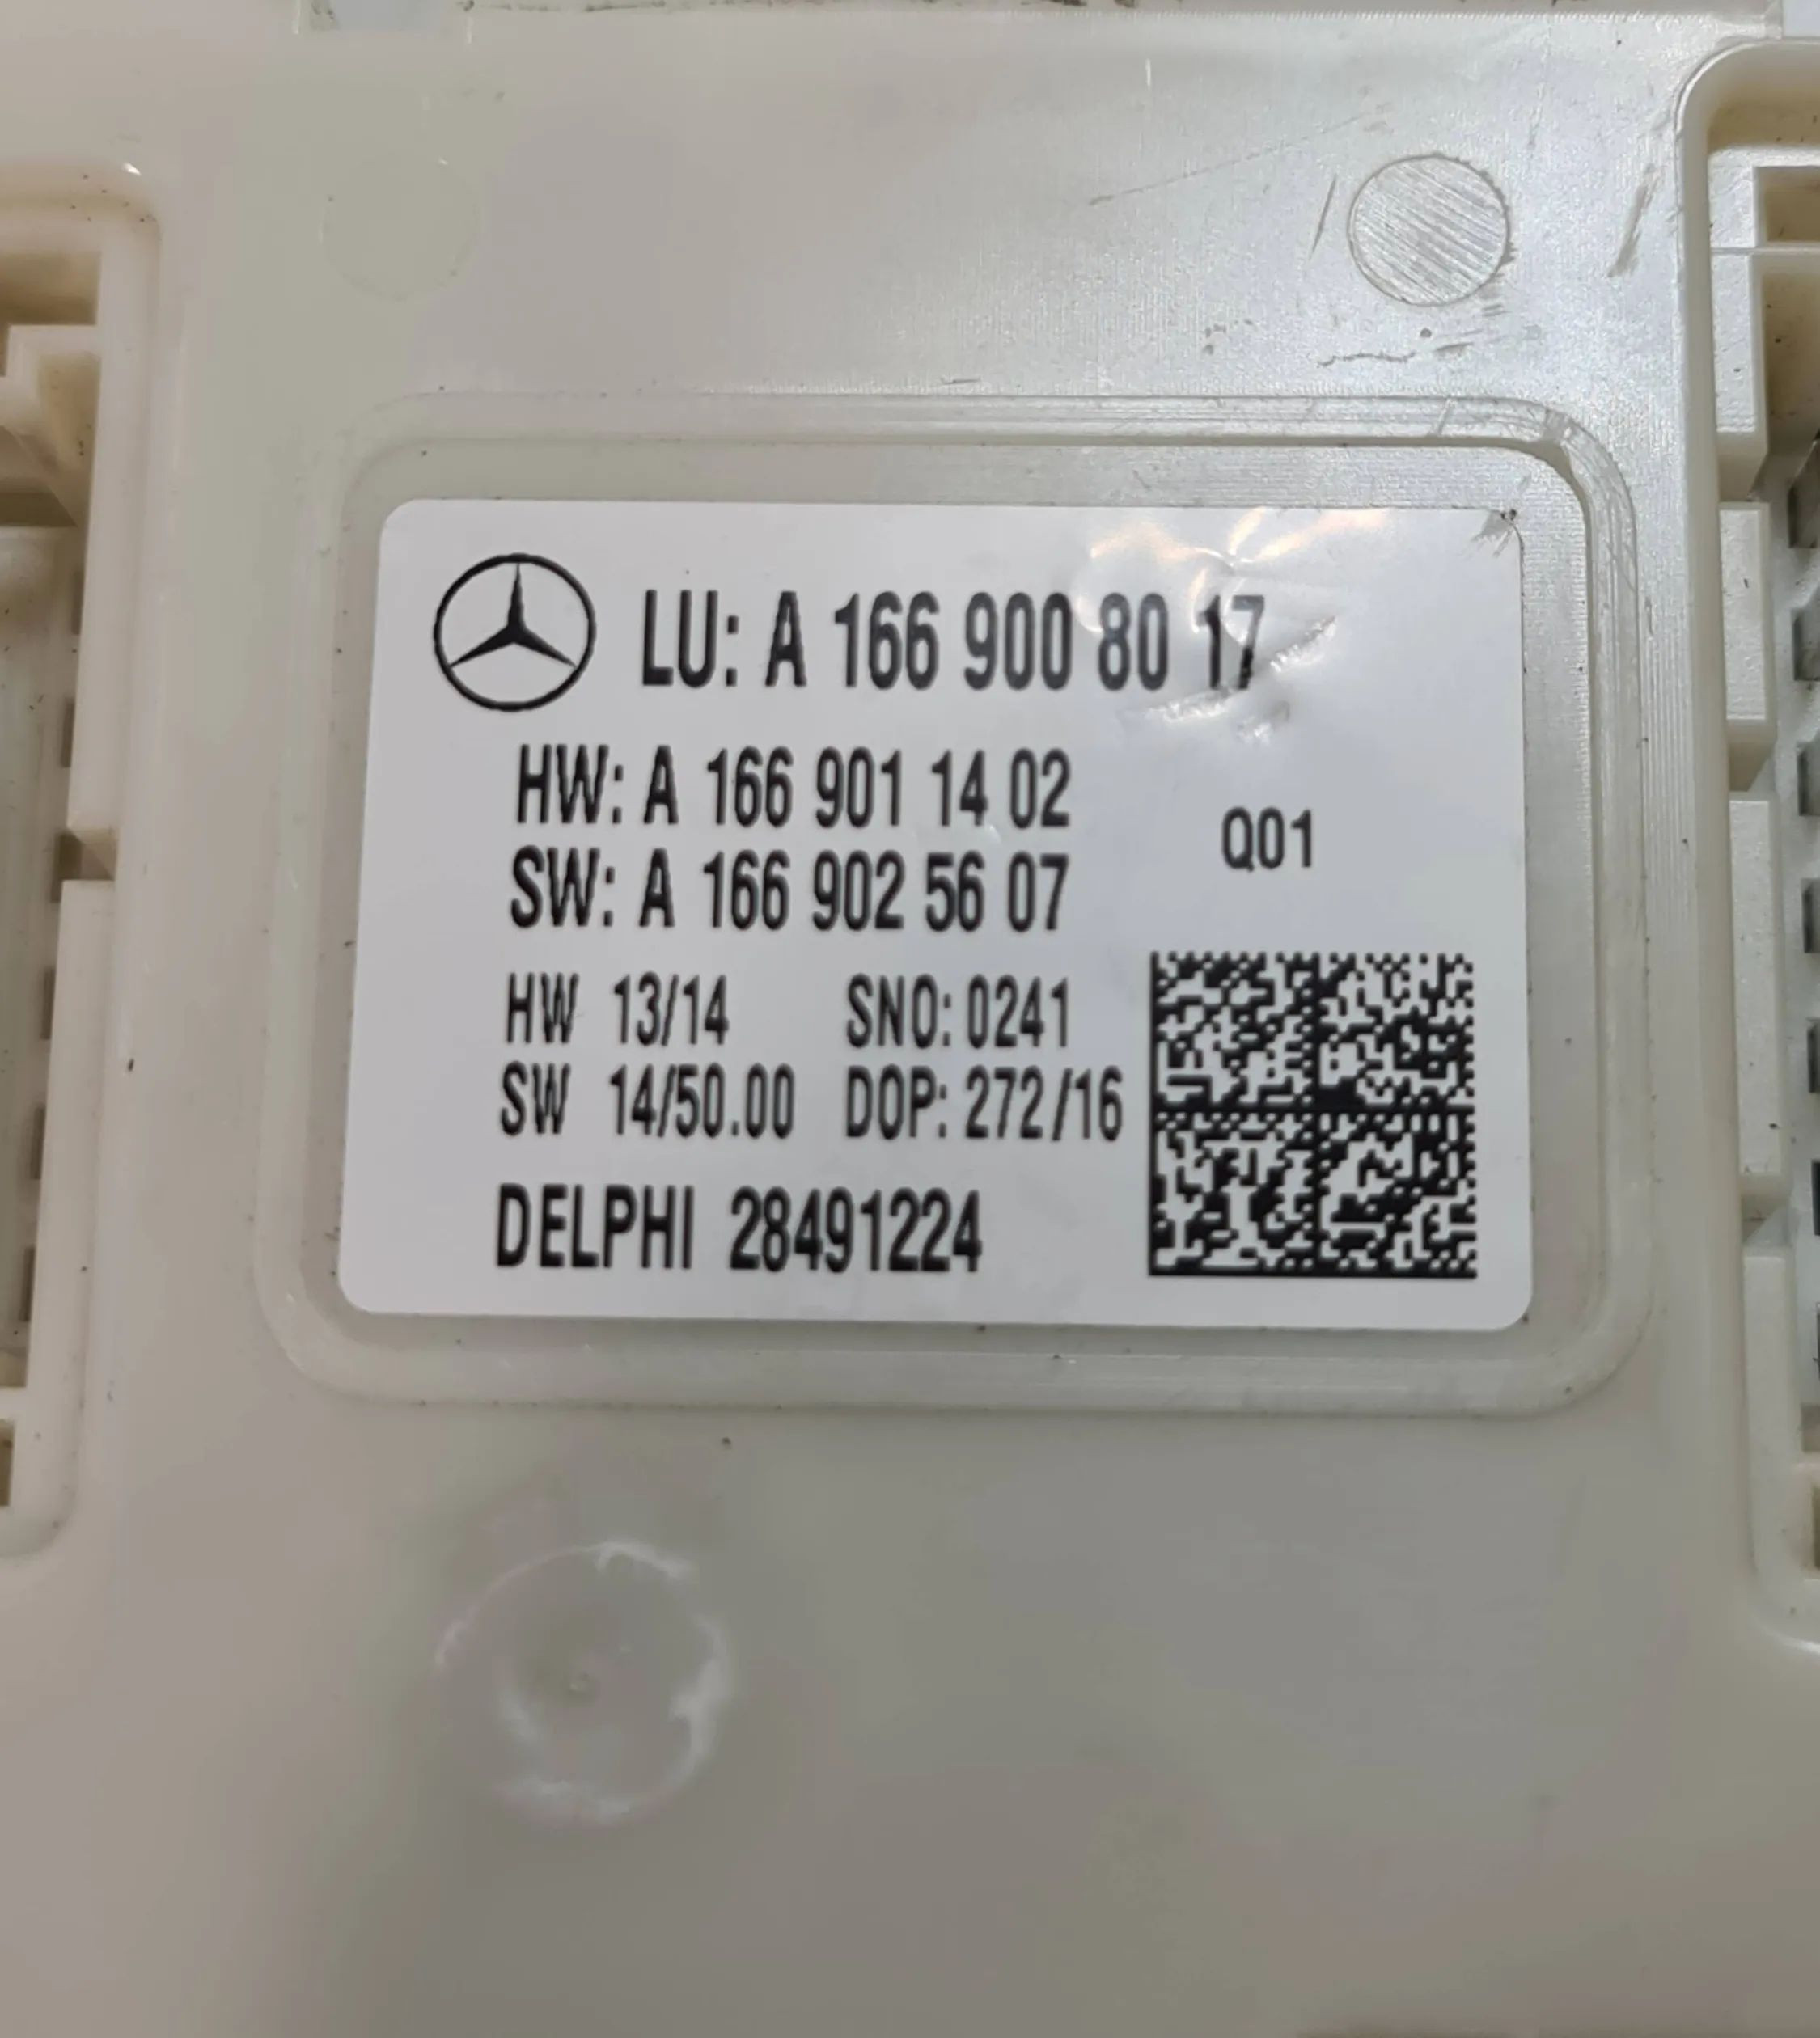 LU: A 166 900 80 17
HW: A 166 901 14 02
SW: A 166 902 56 07
Q01
HW 13/14 SNO: 0241
SW 14/50.00 DOP: 272/16
DELPHI 28491224